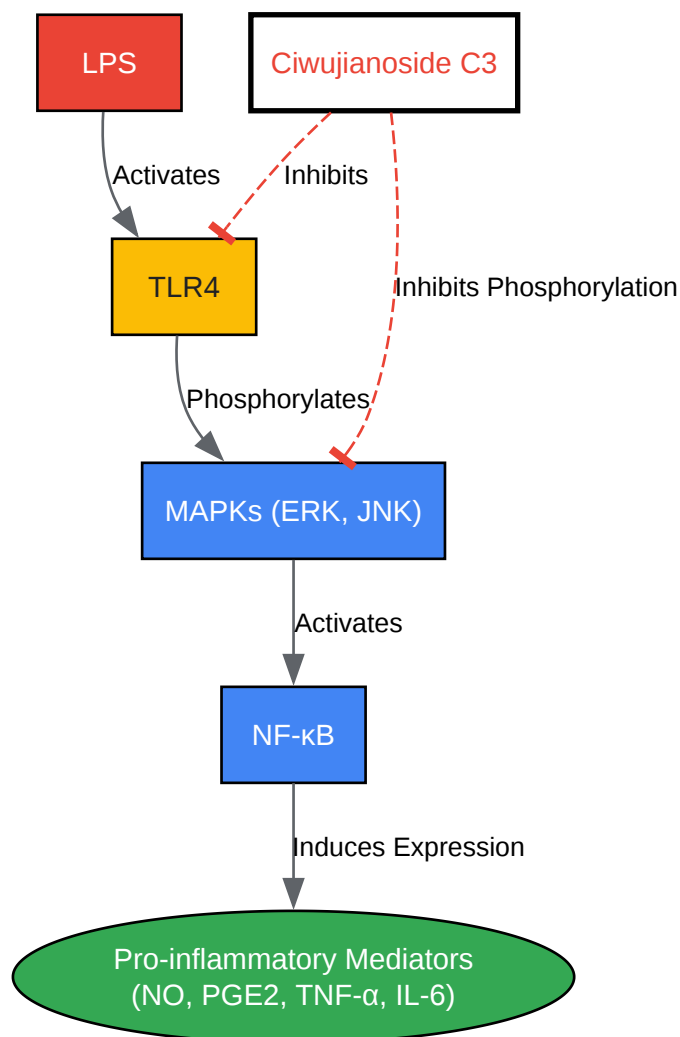 LPS
Ciwujianoside C3
Activates
Inhibits
TLR4
Inhibits Phosphorylation
Phosphorylates
MAPKs (ERK, JNK)
Activates
NF-κB
Induces Expression
Pro-inflammatory Mediators
(NO, PGE2, TNF-α, IL-6)